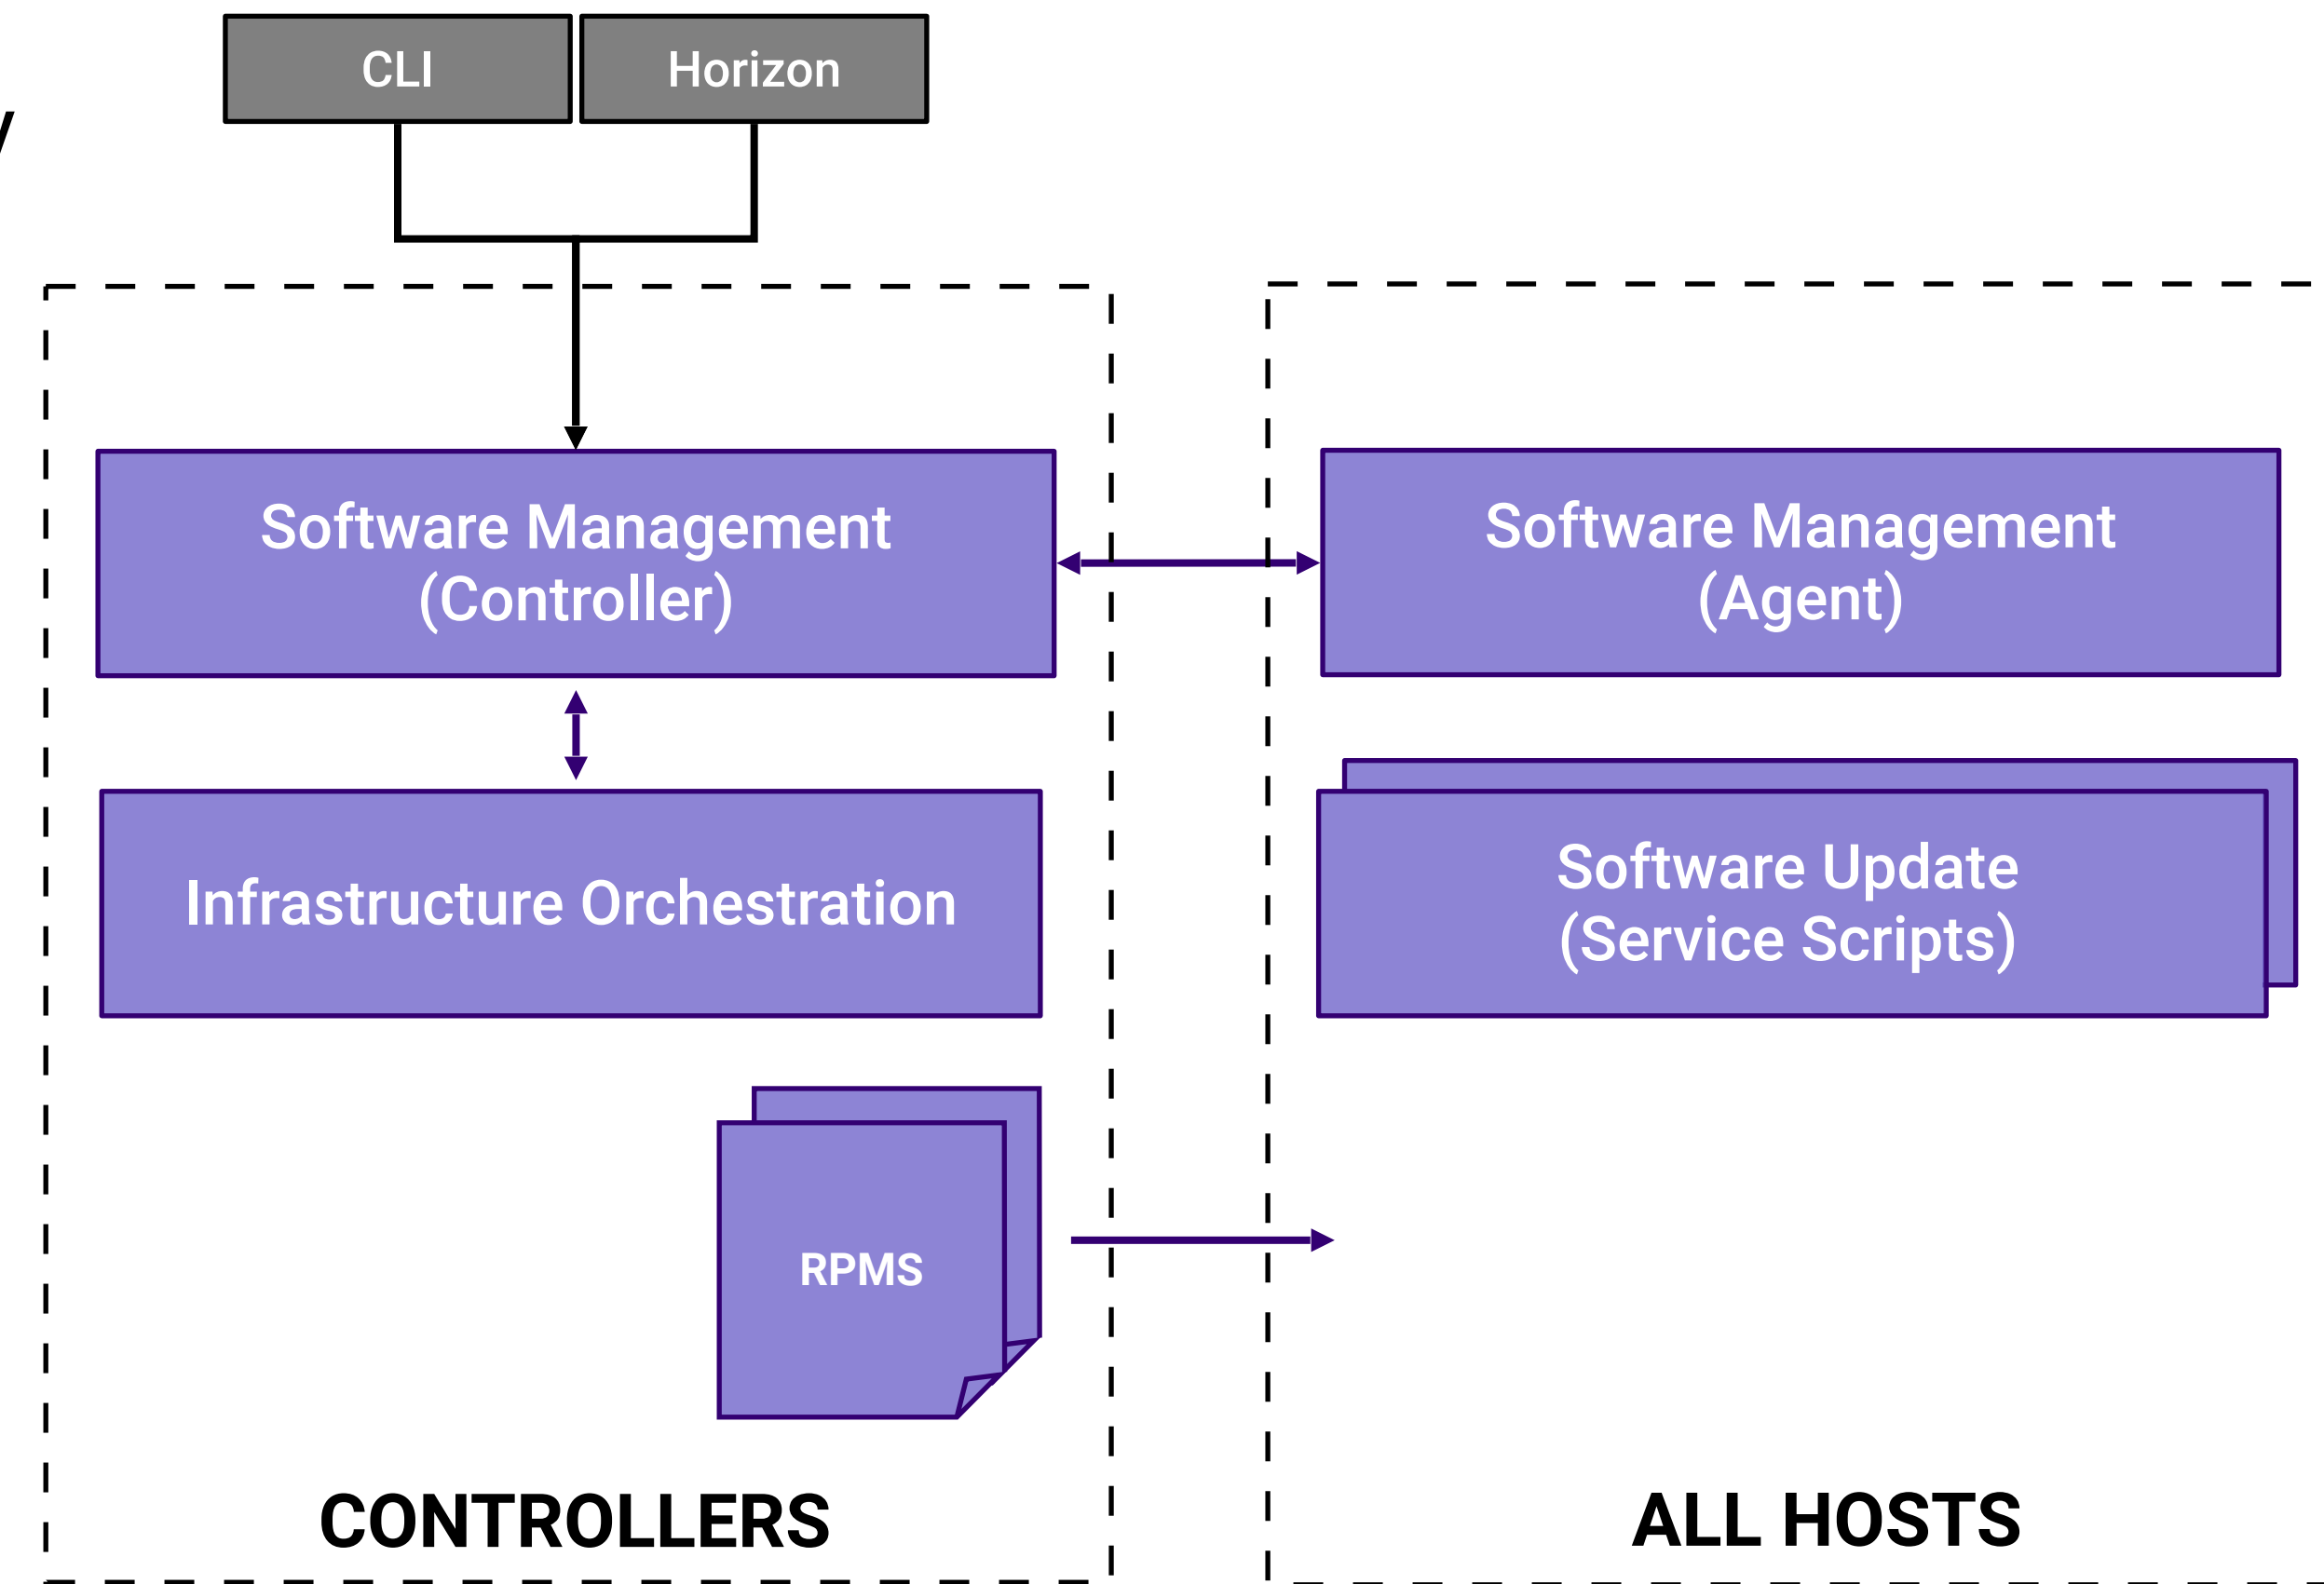 CLI
Horizon
Software Management
(Controller)
Software Management
(Agent)
Infrastructure Orchestration
Software Update
(Service Scripts)
RPMS
CONTROLLERS
ALL HOSTS